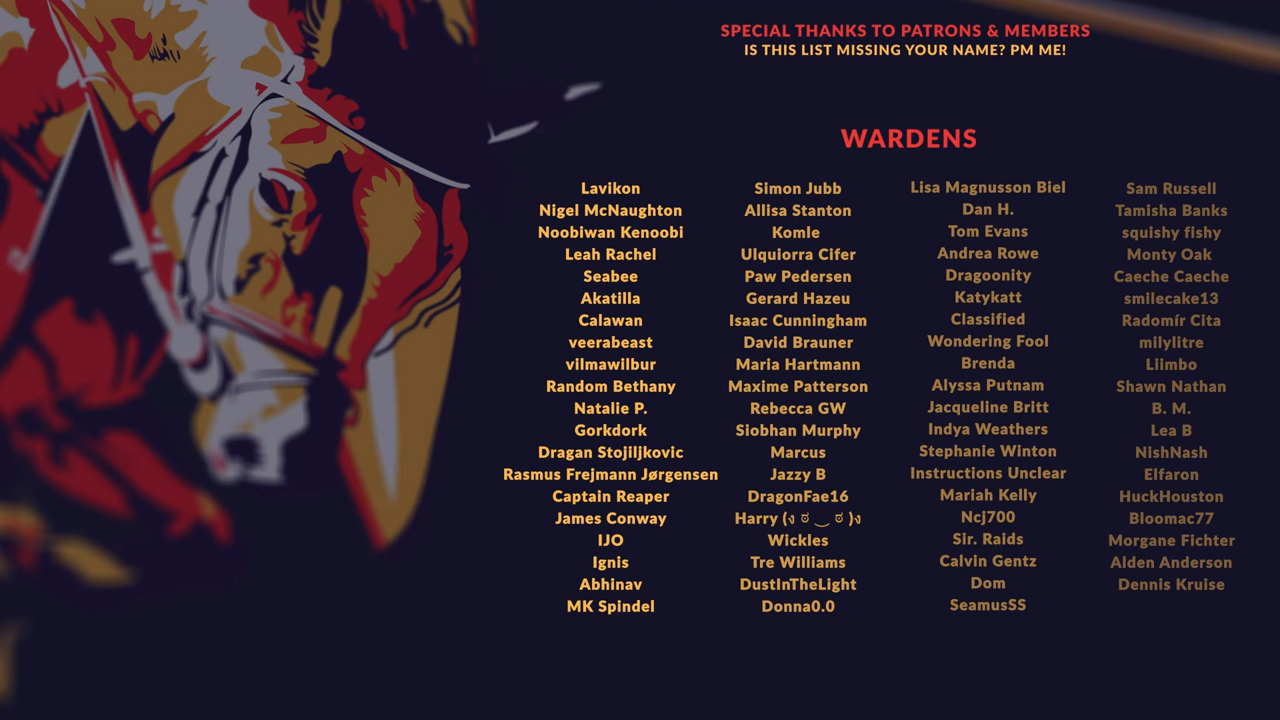 SPECIAL THANKS TO PATRONS & MEMBERS
IS THIS LIST MISSING YOUR NAME? PM ME!
WARDENS
Lavikon
Nigel McNaughton
Noobiwan Kenoobi
Leah Rachel
Seabee
Akatilla
Calawan
veerabeast
vilmawilbur
Random Bethany
Natalie P.
Gorkdork
Dragan Stojiljkovic
Rasmus Frejmann Jørgensen
Captain Reaper
James Conway
IJO
Ignis
Abhinav
MK Spindel
Simon Jubb
Allisa Stanton
Komle
Ulquiorra Cifer
Paw Pedersen
Gerard Hazeu
Isaac Cunningham
David Brauner
Maria Hartmann
Maxime Patterson
Rebecca GW
Siobhan Murphy
Marcus
Jazzy B
DragonFae16
Harry (ง ಠ ‿ ಠ )ง
Wickles
Tre Williams
DustInTheLight
Donna0.0
Lisa Magnusson Biel
Dan H.
Tom Evans
Andrea Rowe
Dragoonity
Katykatt
Classified
Wondering Fool
Brenda
Alyssa Putnam
Jacqueline Britt
Indya Weathers
Stephanie Winton
Instructions Unclear
Mariah Kelly
Ncj700
Sir. Raids
Calvin Gentz
Dom
SeamusSS
Sam Russell
Tamisha Banks
squishy fishy
Monty Oak
Caeche Caeche
smilecake13
Radomír Cita
milylitre
Liimbo
Shawn Nathan
B. M.
Lea B
NishNash
Elfaron
HuckHouston
Bloomac77
Morgane Fichter
Alden Anderson
Dennis Kruise